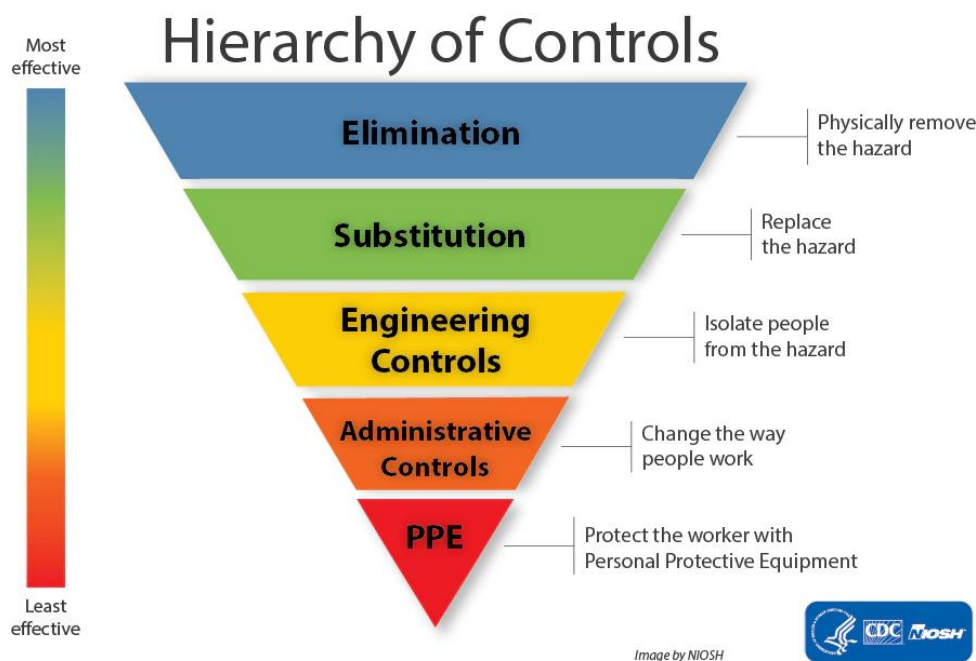 Hierarchy of Controls
Most
effective
Elimination
Physically remove
the hazard
Substitution
Replace
the hazard
Engineering
Controls
Isolate people
from the hazard
Administrative
Controls
Change the way
people work
PPE
Protect the worker with
Personal Protective Equipment
Least
effective
Image by NIOSH
CDC NIOSH